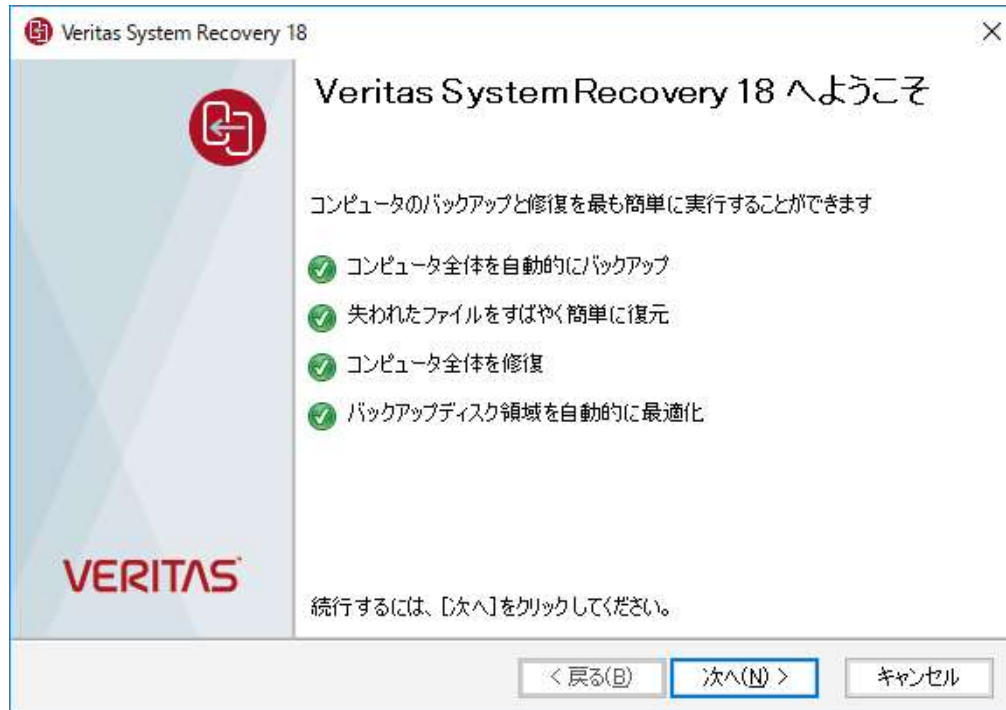 Veritas System Recovery 18
Veritas System Recovery 18 へようこそ
コンピュータのバックアップと修復を最も簡単に実行することができます
コンピュータ全体を自動的にバックアップ
失われたファイルをすばやく簡単に復元
コンピュータ全体を修復
バックアップディスク領域を自動的に最適化
VERITAS™
続行するには、[次へ]をクリックしてください。
< 戻る(B)
次へ(N) >
キャンセル